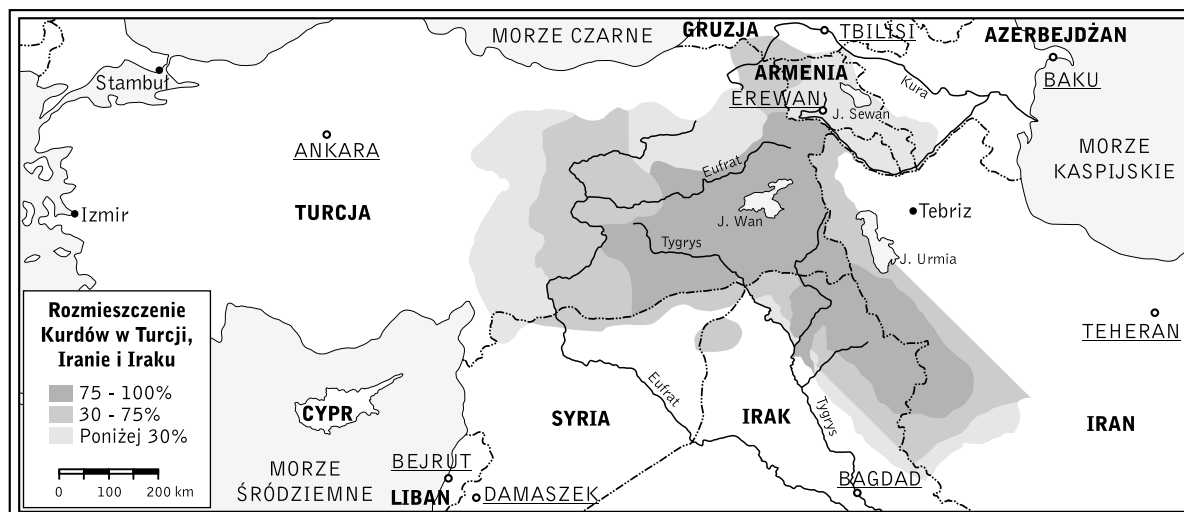 MORZE CZARNE
GRUZJA
TBILISI
AZERBEJDŻAN
BAKU
Stambuł
ARMENIA
EREWAN
Kura
J. Sewan
ANKARA
MORZE
KASPIJSKIE
Eufrat
Izmir
TURCJA
J. Wan
Tebriz
Tygrys
J. Urmia
Rozmieszczenie
Kurdów w Turcji,
Iranie i Iraku
75 - 100%
30 - 75%
Poniżej 30%
0 100 200 km
TEHERAN
CYPR
SYRIA
Eufrat
IRAK
Tygrys
IRAN
MORZE
ŚRÓDZIEMNE
BEJRUT
LIBAN
DAMASZEK
BAGDAD